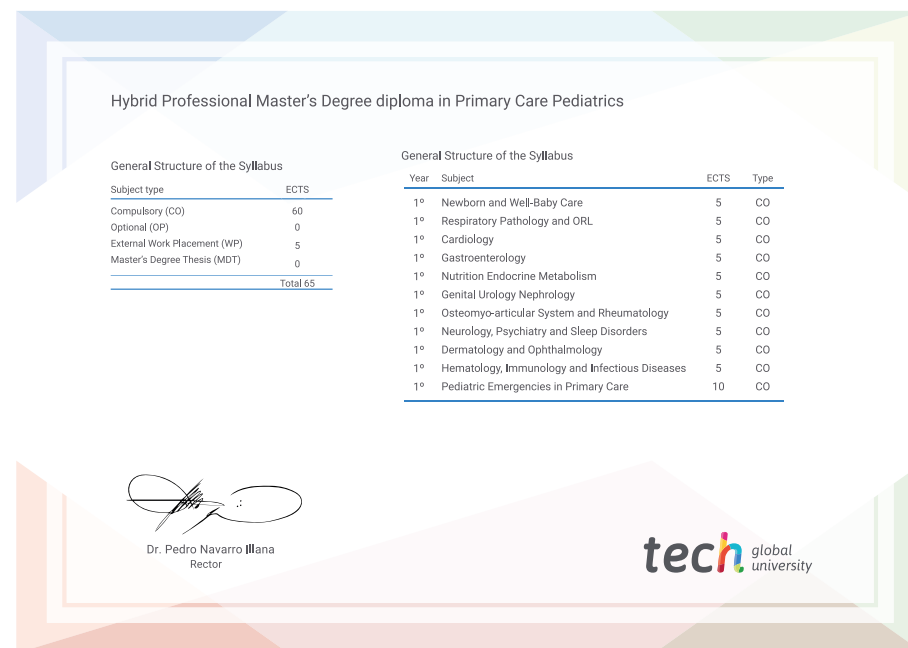 Hybrid Professional Master's Degree diploma in Primary Care Pediatrics
General Structure of the Syllabus
Subject type ECTS
Compulsory (CO) 60
Optional (OP) 0
External Work Placement (WP) 5
Master's Degree Thesis (MDT) 0
Total 65
General Structure of the Syllabus
Year Subject ECTS Type
1º Newborn and Well-Baby Care 5 CO
1º Respiratory Pathology and ORL 5 CO
1º Cardiology 5 CO
1º Gastroenterology 5 CO
1º Nutrition Endocrine Metabolism 5 CO
1º Genital Urology Nephrology 5 CO
1º Osteomyo-articular System and Rheumatology 5 CO
1º Neurology, Psychiatry and Sleep Disorders 5 CO
1º Dermatology and Ophthalmology 5 CO
1º Hematology, Immunology and Infectious Diseases 5 CO
1º Pediatric Emergencies in Primary Care 10 CO
Dr. Pedro Navarro Illana
Rector
tech global
university